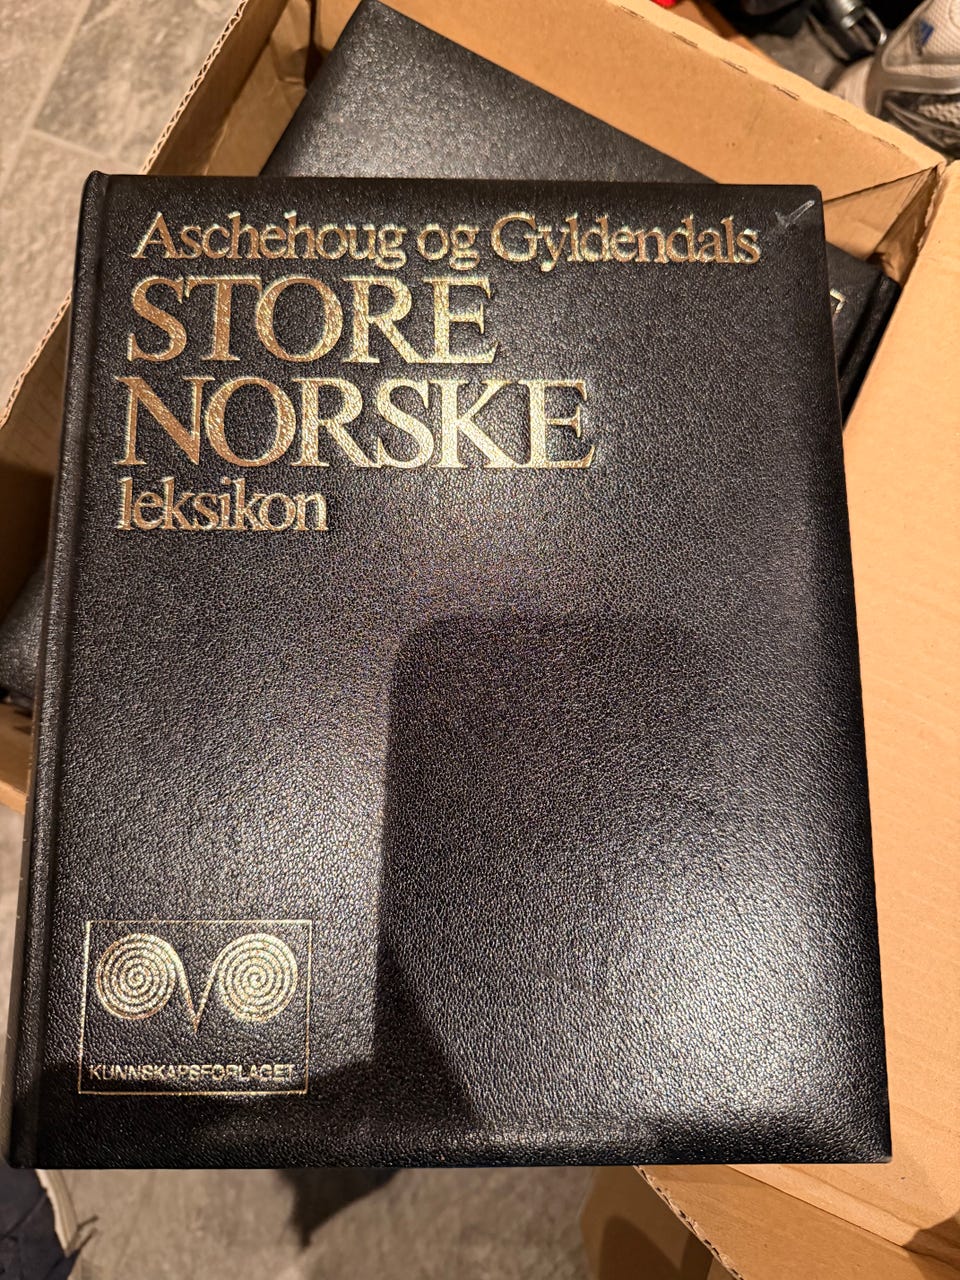 Aschehoug og Gyldendals
STORE
NORSKE
leksikon
KUNNSKAPSFORLAGET